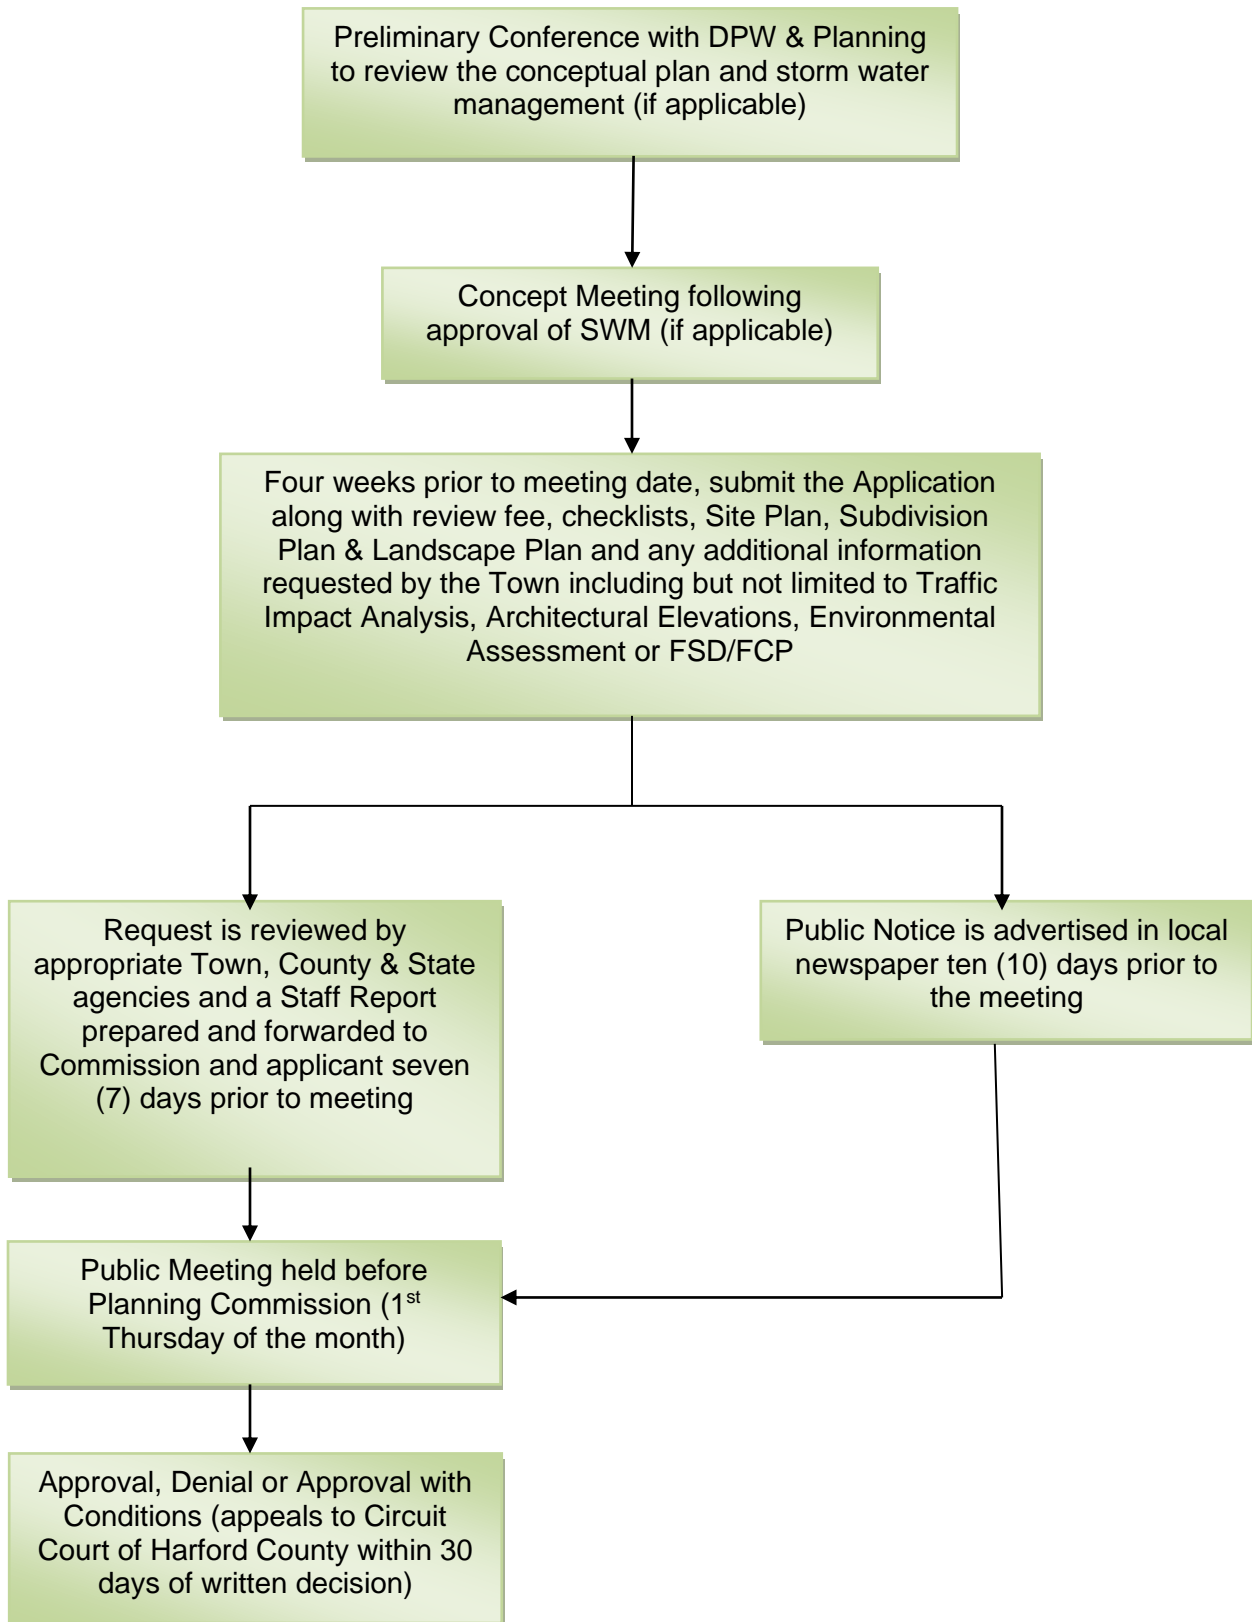 Preliminary Conference with DPW & Planning
to review the conceptual plan and storm water
management (if applicable)
Concept Meeting following
approval of SWM (if applicable)
Four weeks prior to meeting date, submit the Application
along with review fee, checklists, Site Plan, Subdivision
Plan & Landscape Plan and any additional information
requested by the Town including but not limited to Traffic
Impact Analysis, Architectural Elevations, Environmental
Assessment or FSD/FCP
Request is reviewed by
appropriate Town, County & State
agencies and a Staff Report
prepared and forwarded to
Commission and applicant seven
(7) days prior to meeting
Public Notice is advertised in local
newspaper ten (10) days prior to
the meeting
Public Meeting held before
Planning Commission (1st
Thursday of the month)
Approval, Denial or Approval with
Conditions (appeals to Circuit
Court of Harford County within 30
days of written decision)